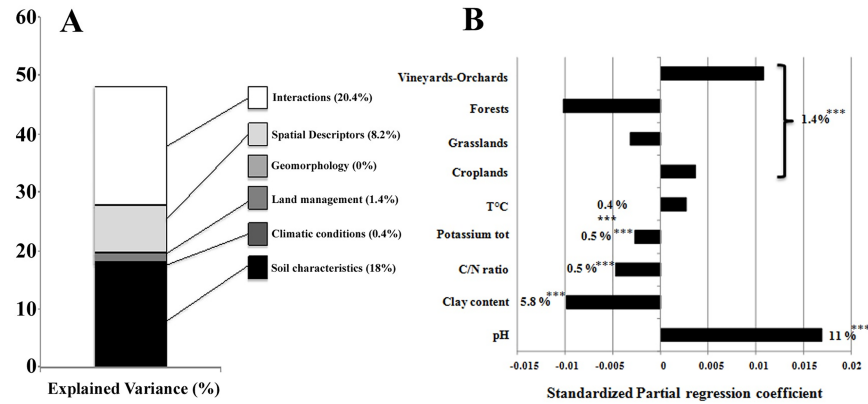 A
60
50
40
30
20
10
0
Interactions (20.4%)
Spatial Descriptors (8.2%)
Geomorphology (0%)
Land management (1.4%)
Climatic conditions (0.4%)
Soil characteristics (18%)
Explained Variance (%)
B
Vineyards-Orchards
Forests
1.4%***
Grasslands
Croplands
T°C 0.4 %
***
Potassium tot 0.5 % ***
C/N ratio 0.5 % ***
Clay content 5.8 % ***
pH 11 % ***
-0.015 -0.01 -0.005 0 0.005 0.01 0.015 0.02
Standardized Partial regression coefficient